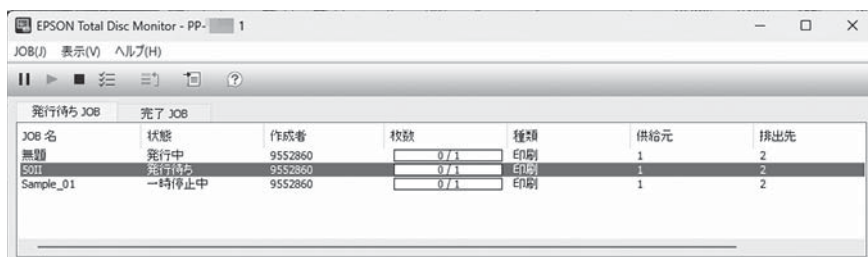 EPSON Total Disc Monitor - PP- 1
JOB(J) 表示(V) ヘルプ(H)
発行待ち JOB 完了 JOB
JOB 名 状態 作成者 枚数 種類 供給元 排出先
無題 発行中 9552860 0 / 1 印刷 1 2
50II 発行待ち 9552860 0 / 1 印刷 1 2
Sample_01 一時停止中 9552860 0 / 1 印刷 1 2